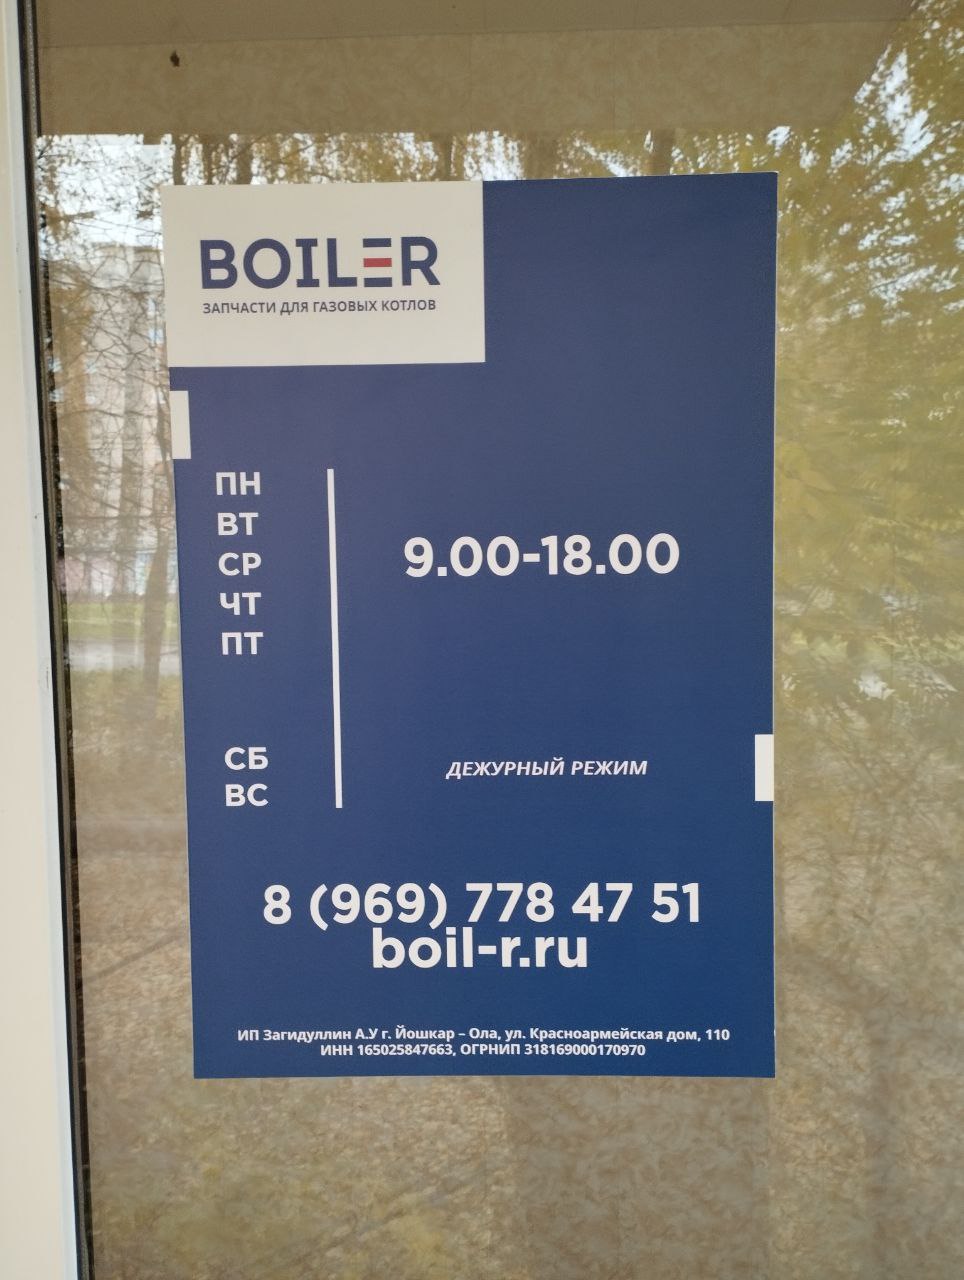 BOILER
ЗАПЧАСТИ ДЛЯ ГАЗОВЫХ КОТЛОВ
ПН
ВТ
СР
ЧТ
ПТ
9.00-18.00
СБ
ВС
ДЕЖУРНЫЙ РЕЖИМ
8 (969) 778 47 51
boil-r.ru
ИП Загидуллин А.У г. Йошкар – Ола, ул. Красноармейская дом, 110
ИНН 165025847663, ОГРНИП 318169000170970